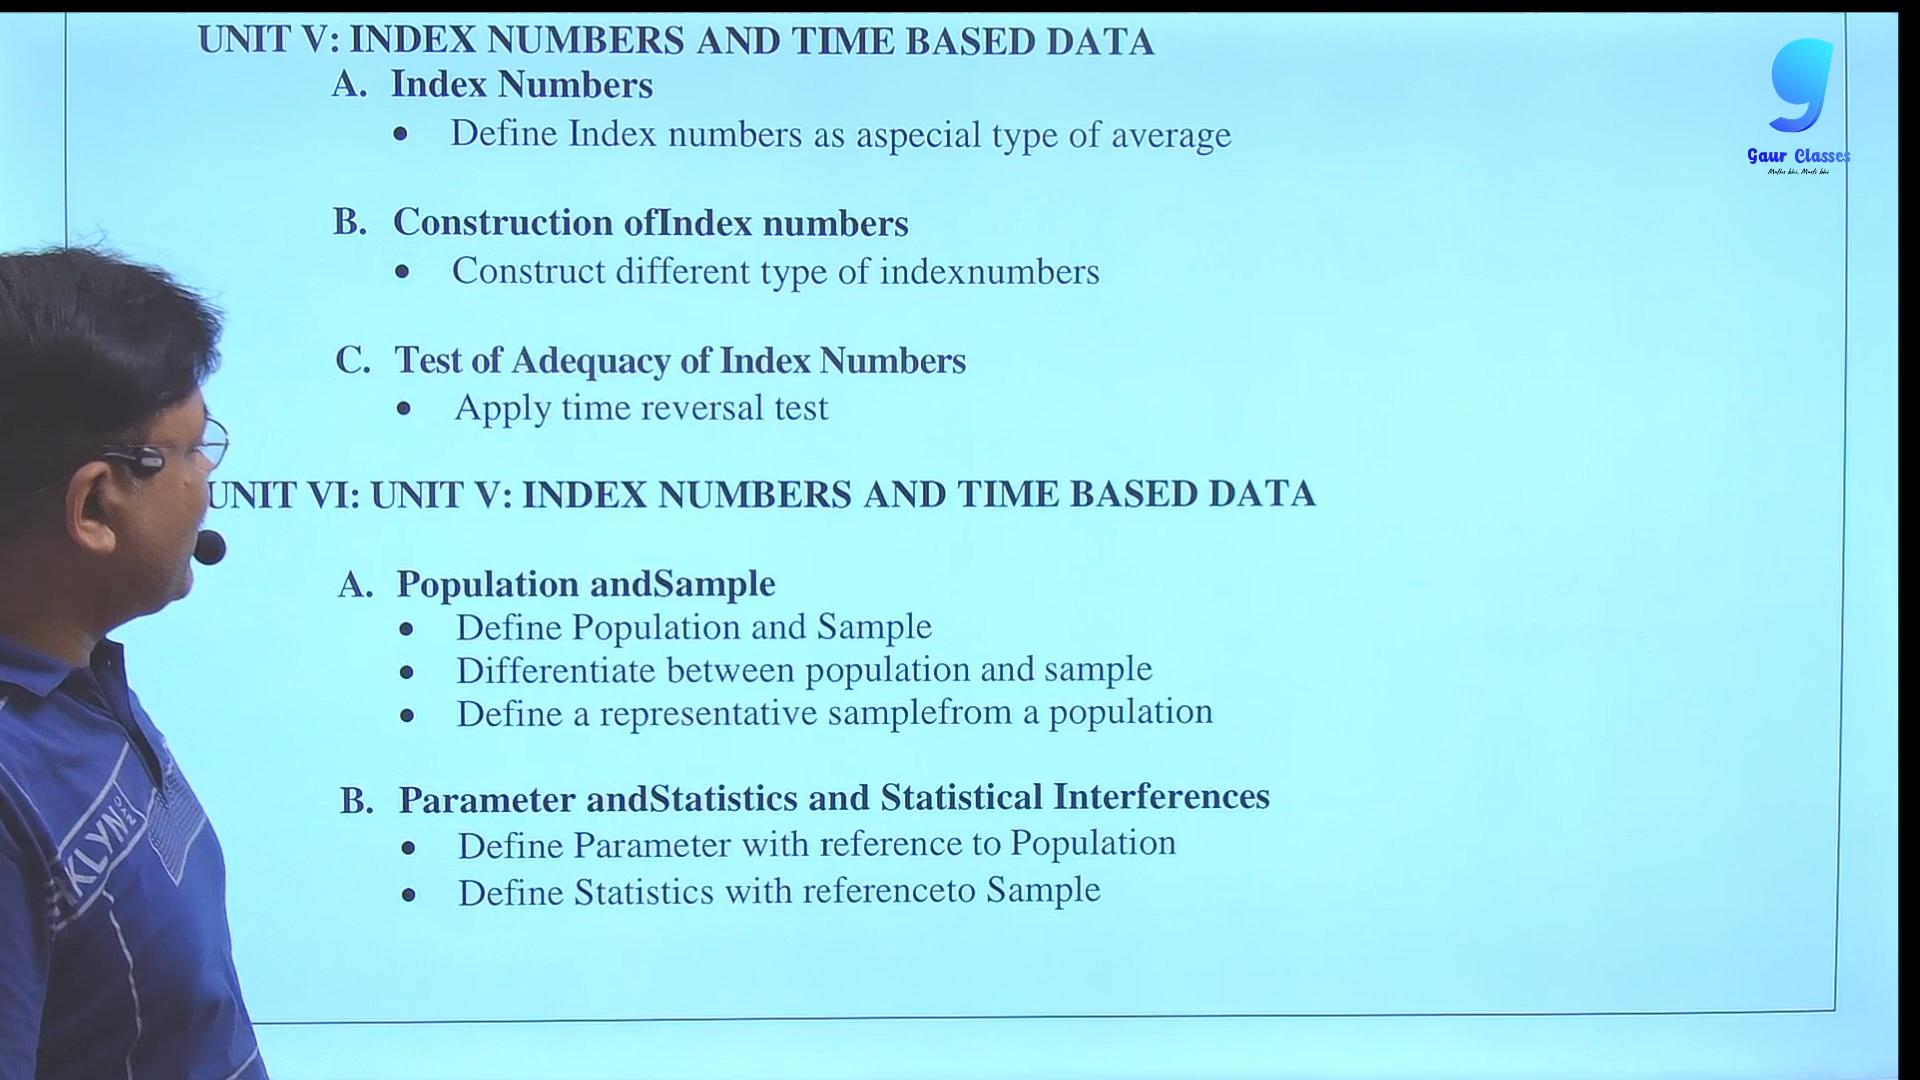 UNIT V: INDEX NUMBERS AND TIME BASED DATA
A. Index Numbers
• Define Index numbers as aspecial type of average
B. Construction ofIndex numbers
• Construct different type of indexnumbers
C. Test of Adequacy of Index Numbers
• Apply time reversal test
UNIT VI: UNIT V: INDEX NUMBERS AND TIME BASED DATA
A. Population andSample
• Define Population and Sample
• Differentiate between population and sample
• Define a representative samplefrom a population
B. Parameter andStatistics and Statistical Interferences
• Define Parameter with reference to Population
• Define Statistics with referenceto Sample
g
Gaur Classes